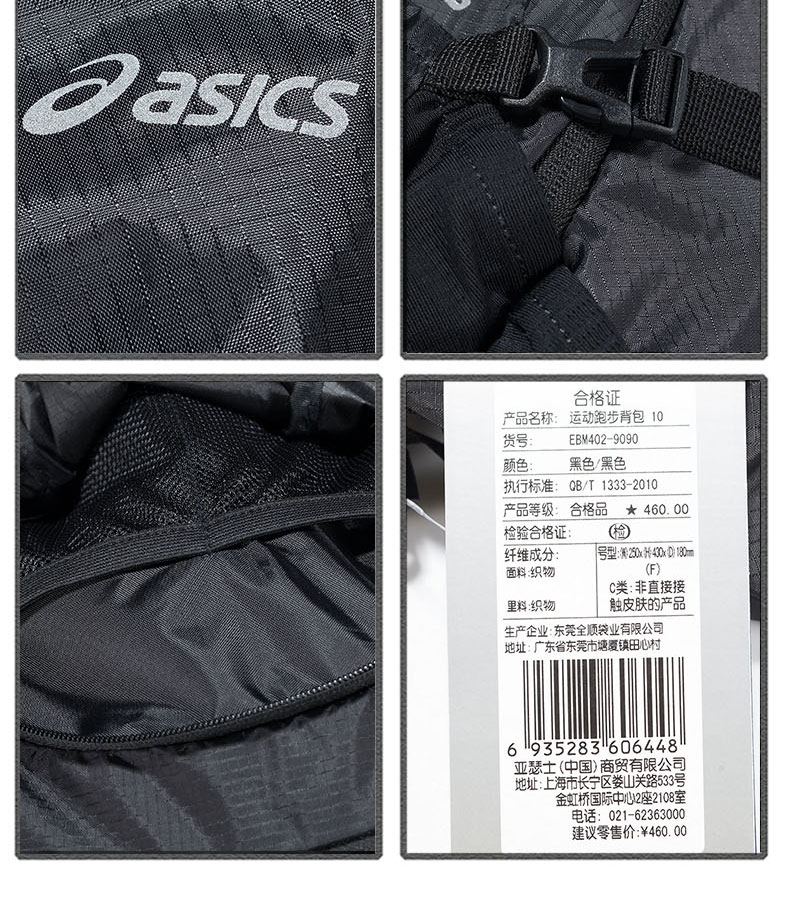 asics
合格证
产品名称: 运动跑步背包 10
货号: EBM402-9090
颜色: 黑色/黑色
执行标准: QB/T 1333-2010
产品等级: 合格品 ★ 460.00
检验合格证: 检
纤维成分:
面料:织物
里料:织物
号型:(W)250x(H)430x(D)180mm
(F)
C类:非直接接
触皮肤的产品
生产企业:东莞全顺袋业有限公司
地址:广东省东莞市塘厦镇田心村
6 935283 606448
亚瑟士(中国)商贸有限公司
地址:上海市长宁区娄山关路533号
金虹桥国际中心2座2108室
电话: 021-62363000
建议零售价:¥460.00